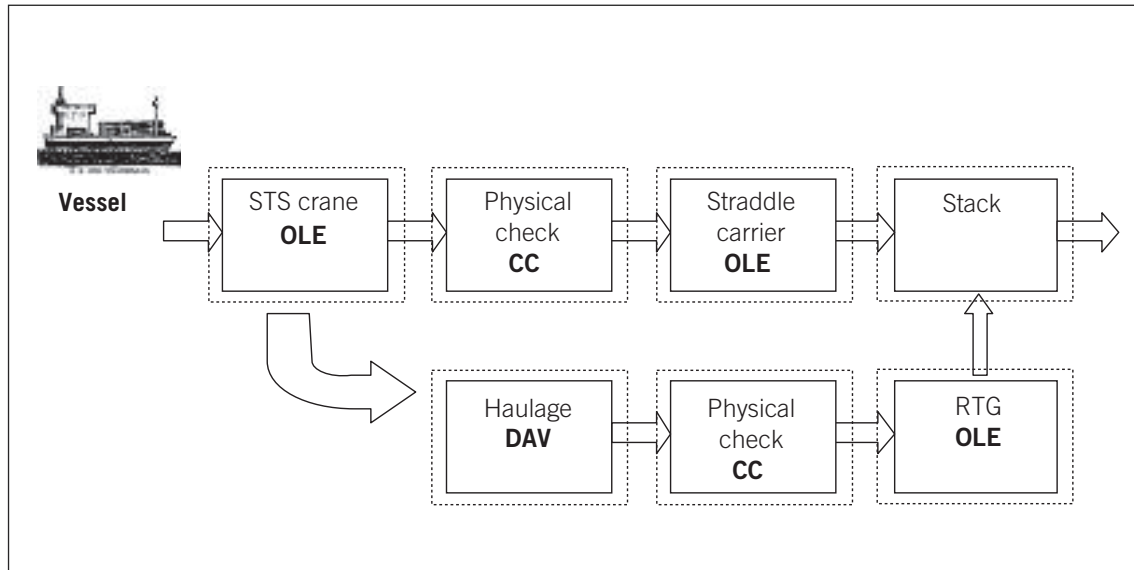 Vessel
STS crane
OLE
Physical
check
CC
Straddle
carrier
OLE
Stack
Haulage
DAV
Physical
check
CC
RTG
OLE